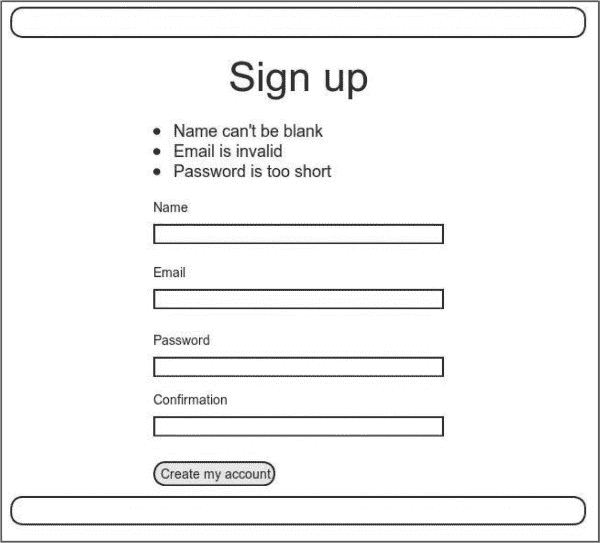 Sign up
Name can't be blank
Email is invalid
Password is too short
Name
Email
Password
Confirmation
Create my account